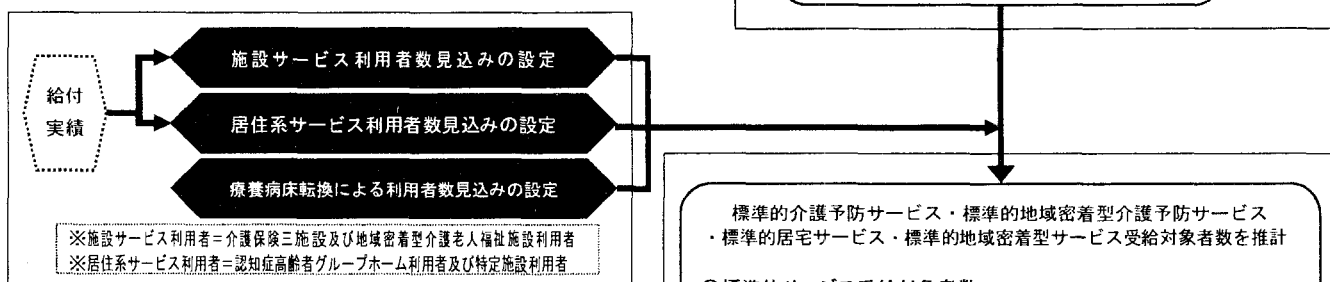 給付
実績
施設サービス利用者数見込みの設定
居住系サービス利用者数見込みの設定
療養病床転換による利用者数見込みの設定
※施設サービス利用者＝介護保険三施設及び地域密着型介護老人福祉施設利用者
※居住系サービス利用者＝認知症高齢者グループホーム利用者及び特定施設利用者
標準的介護予防サービス・標準的地域密着型介護予防サービス
・標準的居宅サービス・標準的地域密着型サービス受給対象者数を推計